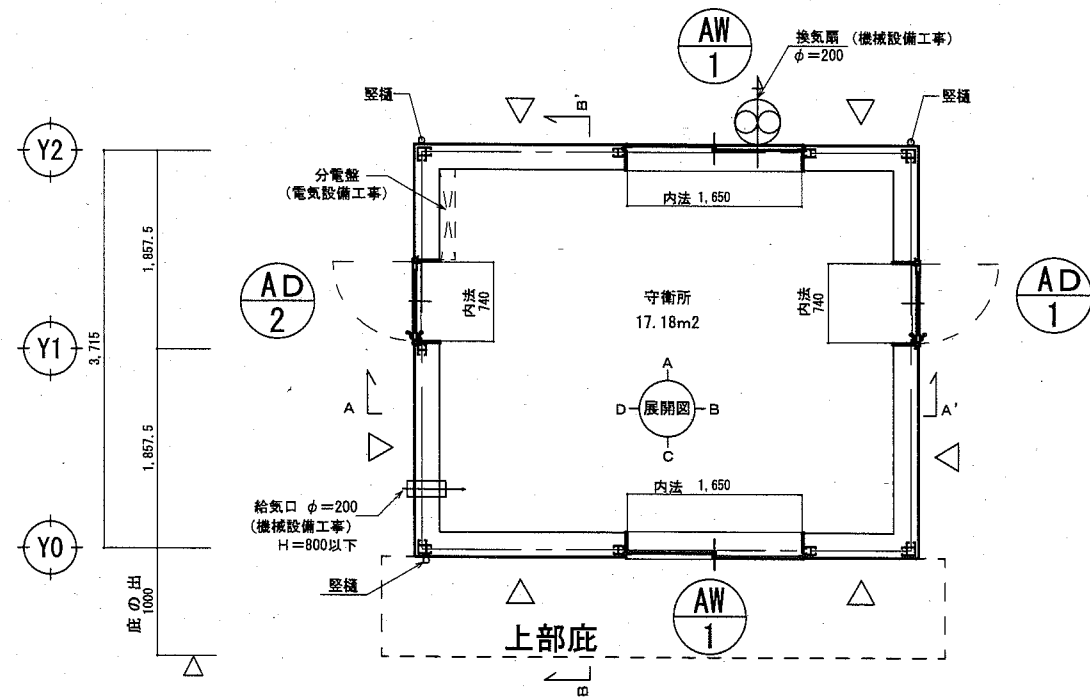 AW
1
換気扇 (機械設備工事)
φ=200
竪樋
B'
竪樋
Y2
分電盤
(電気設備工事)
内法 1,650
1,857.5
AD
2
内法
740
守衛所
17.18m2
内法
740
AD
1
Y1
3,715
A
A
D
展開図
B
C
A'
1,857.5
内法 1,650
給気口 φ=200
(機械設備工事)
H=800以下
Y0
竪樋
庇の出
1000
AW
1
上部庇
B